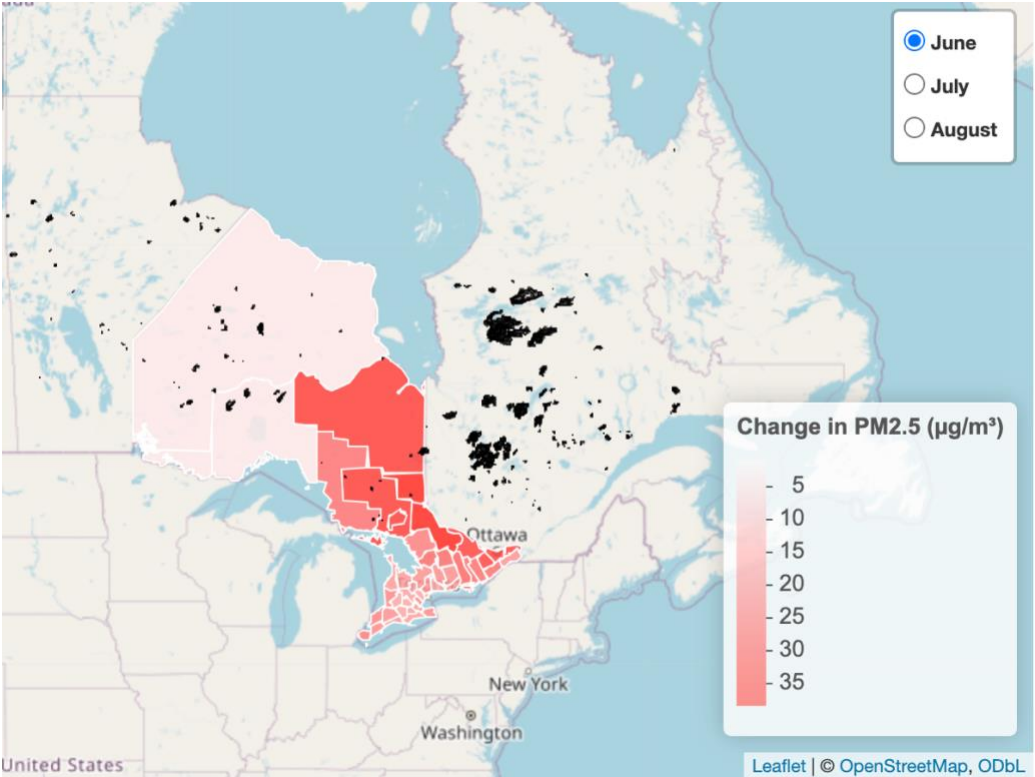 June
July
August
Change in PM2.5 (µg/m³)
5
10
15
20
25
30
35
Ottawa
New York
Washington
United States
Leaflet | © OpenStreetMap, ODbL